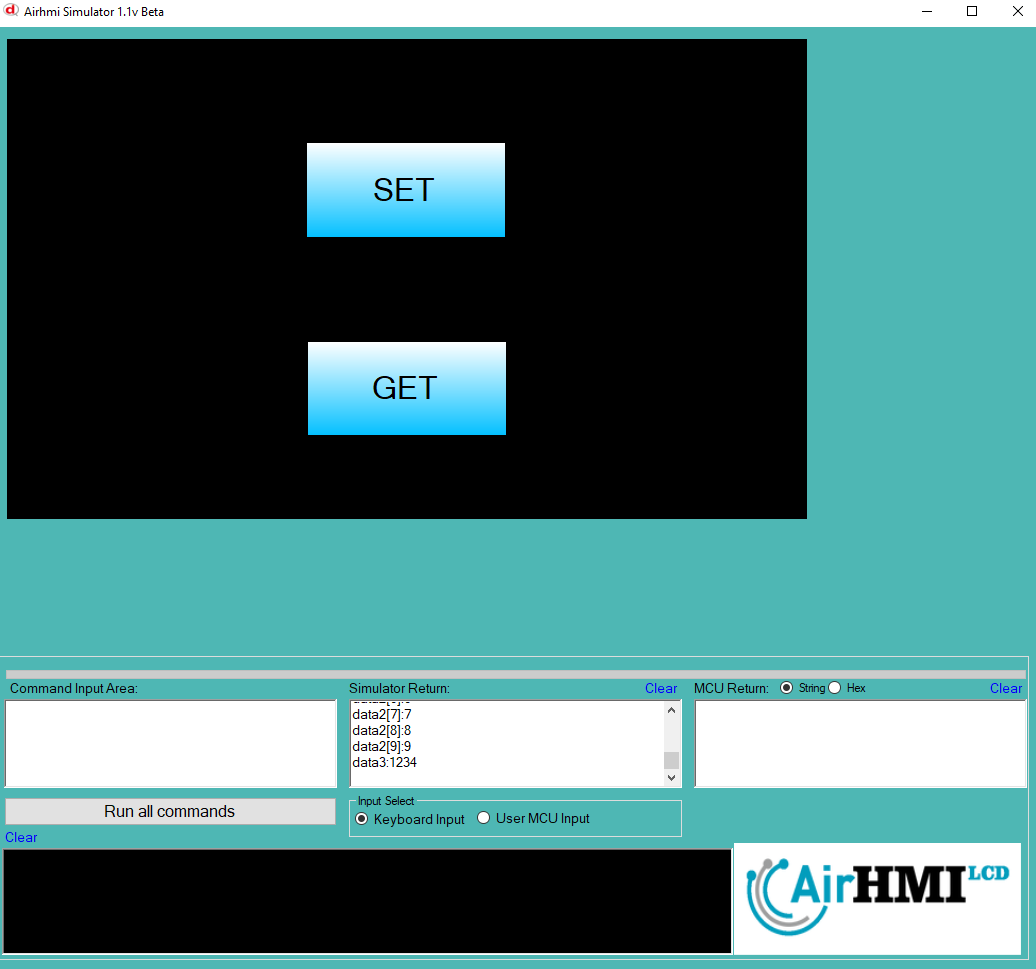 Airhmi Simulator 1.1v Beta
SET
GET
Command Input Area:
Simulator Return:
Clear
MCU Return:
String
Hex
Clear
data2[7]:7
data2[8]:8
data2[9]:9
data3:1234
Run all commands
Input Select
Keyboard Input
User MCU Input
Clear
AirHMI LCD